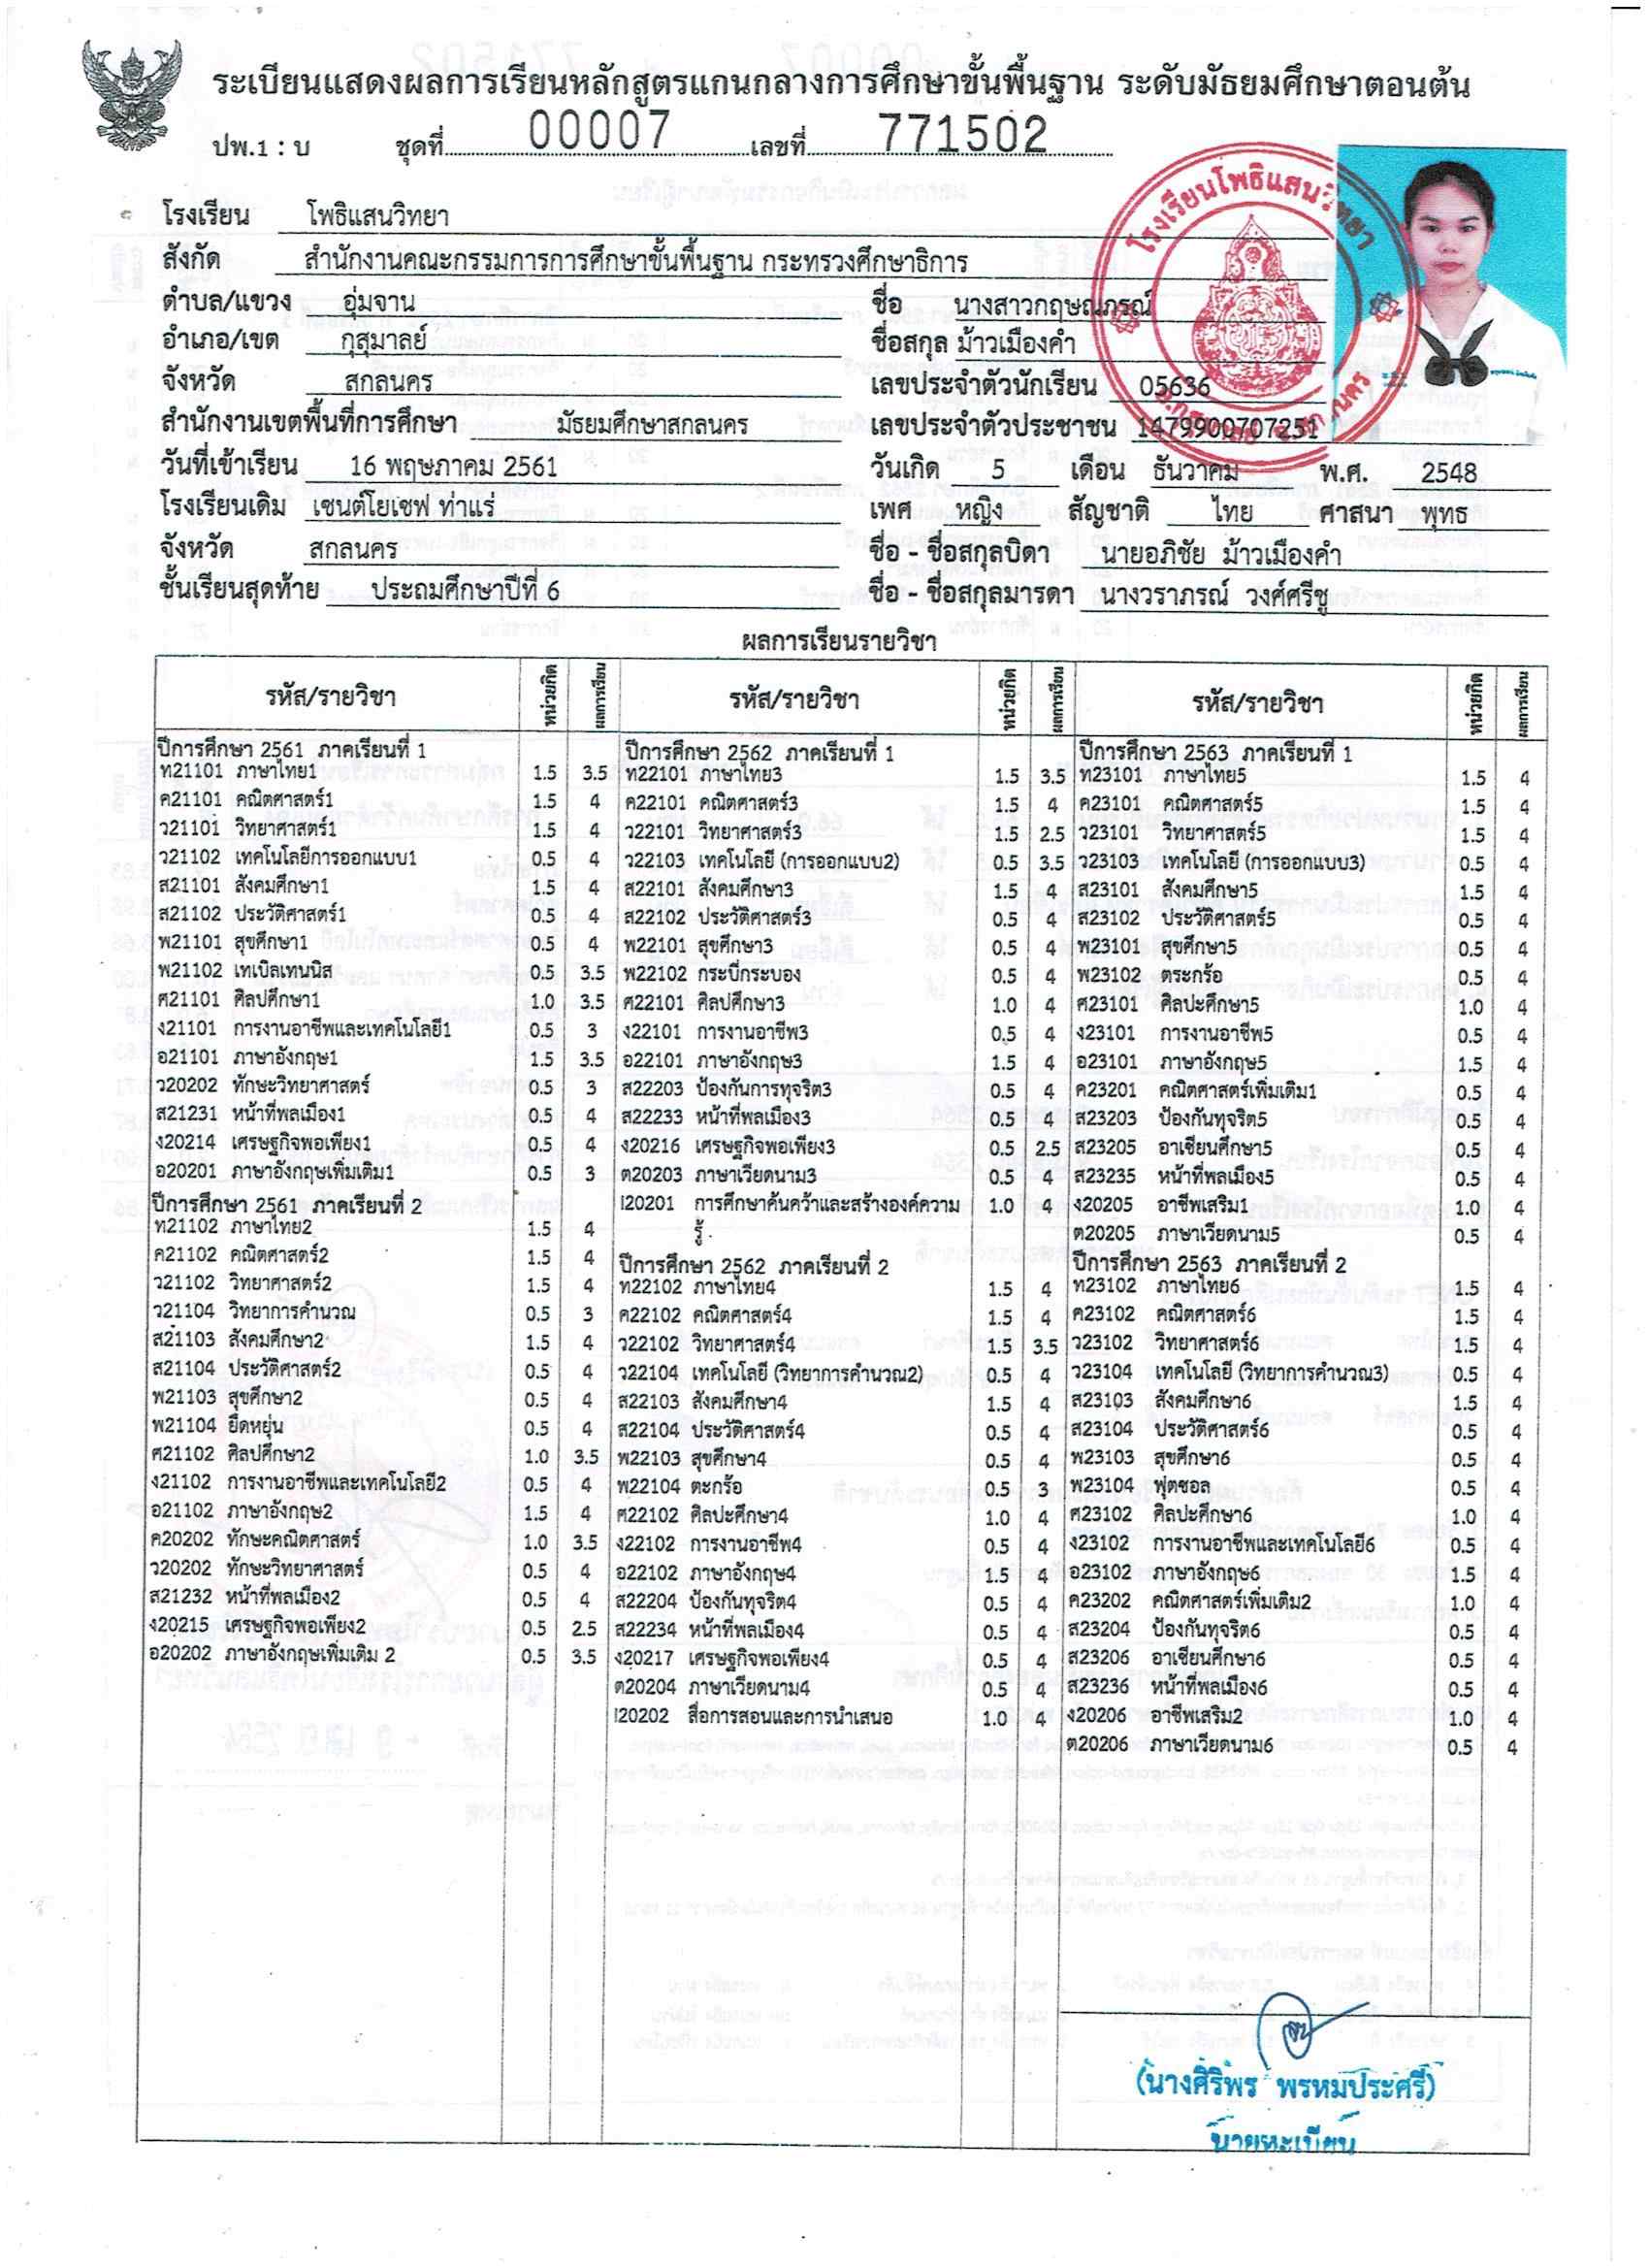 ระเบียนแสดงผลการเรียนหลักสูตรแกนกลางการศึกษาขั้นพื้นฐาน ระดับมัธยมศึกษาตอนต้น
ปพ.1 : บ ชุดที่ 00007 เลขที่ 771502
โรงเรียน โพธิแสนวิทยา
สังกัด สำนักงานคณะกรรมการการศึกษาขั้นพื้นฐาน กระทรวงศึกษาธิการ
ตำบล/แขวง อุ่มจาน
อำเภอ/เขต กุสุมาลย์
จังหวัด สกลนคร
สำนักงานเขตพื้นที่การศึกษา มัธยมศึกษาสกลนคร
วันที่เข้าเรียน 16 พฤษภาคม 2561
โรงเรียนเดิม เซนต์โยเซฟ ท่าแร่
จังหวัด สกลนคร
ชั้นเรียนสุดท้าย ประถมศึกษาปีที่ 6
ชื่อ นางสาวกฤษณภรณ์
ชื่อสกุล ม้าวเมืองคำ
เลขประจำตัวนักเรียน 05636
เลขประจำตัวประชาชน 1479900707251
วันเกิด 5 เดือน ธันวาคม พ.ศ. 2548
เพศ หญิง สัญชาติ ไทย ศาสนา พุทธ
ชื่อ - ชื่อสกุลบิดา นายอภิชัย ม้าวเมืองคำ
ชื่อ - ชื่อสกุลมารดา นางวราภรณ์ วงศ์ศรีชู
โรงเรียนโพธิแสนวิทยา
ผลการเรียนรายวิชา
รหัส/รายวิชา หน่วยกิต ผลการเรียน
ปีการศึกษา 2561 ภาคเรียนที่ 1
ท21101 ภาษาไทย1 1.5 3.5
ค21101 คณิตศาสตร์1 1.5 4
ว21101 วิทยาศาสตร์1 1.5 4
ว21102 เทคโนโลยีการออกแบบ1 0.5 4
ส21101 สังคมศึกษา1 1.5 4
ส21102 ประวัติศาสตร์1 0.5 4
พ21101 สุขศึกษา1 0.5 4
พ21102 เทเบิลเทนนิส 0.5 3.5
ศ21101 ศิลปศึกษา1 1.0 3.5
ง21101 การงานอาชีพและเทคโนโลยี1 0.5 3
อ21101 ภาษาอังกฤษ1 1.5 3.5
ว20202 ทักษะวิทยาศาสตร์ 0.5 3
ส21231 หน้าที่พลเมือง1 0.5 4
ง20214 เศรษฐกิจพอเพียง1 0.5 4
อ20201 ภาษาอังกฤษเพิ่มเติม1 0.5 3
ปีการศึกษา 2561 ภาคเรียนที่ 2
ท21102 ภาษาไทย2 1.5 4
ค21102 คณิตศาสตร์2 1.5 4
ว21102 วิทยาศาสตร์2 1.5 4
ว21104 วิทยาการคำนวณ 0.5 3
ส21103 สังคมศึกษา2 1.5 4
ส21104 ประวัติศาสตร์2 0.5 4
พ21103 สุขศึกษา2 0.5 4
พ21104 ยืดหยุ่น 0.5 4
ศ21102 ศิลปศึกษา2 1.0 3.5
ง21102 การงานอาชีพและเทคโนโลยี2 0.5 4
อ21102 ภาษาอังกฤษ2 1.5 4
ค20202 ทักษะคณิตศาสตร์ 1.0 3.5
ว20202 ทักษะวิทยาศาสตร์ 0.5 4
ส21232 หน้าที่พลเมือง2 0.5 4
ง20215 เศรษฐกิจพอเพียง2 0.5 2.5
อ20202 ภาษาอังกฤษเพิ่มเติม 2 0.5 3.5
รหัส/รายวิชา หน่วยกิต ผลการเรียน
ปีการศึกษา 2562 ภาคเรียนที่ 1
ท22101 ภาษาไทย3 1.5 3.5
ค22101 คณิตศาสตร์3 1.5 4
ว22101 วิทยาศาสตร์3 1.5 2.5
ว22103 เทคโนโลยี (การออกแบบ2) 0.5 3.5
ส22101 สังคมศึกษา3 1.5 4
ส22102 ประวัติศาสตร์3 0.5 4
พ22101 สุขศึกษา3 0.5 4
พ22102 กระบี่กระบอง 0.5 4
ศ22101 ศิลปศึกษา3 1.0 4
ง22101 การงานอาชีพ3 0.5 4
อ22101 ภาษาอังกฤษ3 1.5 4
ส22203 ป้องกันการทุจริต3 0.5 4
ส22233 หน้าที่พลเมือง3 0.5 4
ง20216 เศรษฐกิจพอเพียง3 0.5 2.5
ต20203 ภาษาเวียดนาม3 0.5 4
I20201 การศึกษาค้นคว้าและสร้างองค์ความ 1.0 4
รู้
ปีการศึกษา 2562 ภาคเรียนที่ 2
ท22102 ภาษาไทย4 1.5 4
ค22102 คณิตศาสตร์4 1.5 4
ว22102 วิทยาศาสตร์4 1.5 3.5
ว22104 เทคโนโลยี (วิทยาการคำนวณ2) 0.5 4
ส22103 สังคมศึกษา4 1.5 4
ส22104 ประวัติศาสตร์4 0.5 4
พ22103 สุขศึกษา4 0.5 4
พ22104 ตะกร้อ 0.5 3
ศ22102 ศิลปะศึกษา4 1.0 4
ง22102 การงานอาชีพ4 0.5 4
อ22102 ภาษาอังกฤษ4 1.5 4
ส22204 ป้องกันทุจริต4 0.5 4
ส22234 หน้าที่พลเมือง4 0.5 4
ง20217 เศรษฐกิจพอเพียง4 0.5 4
ต20204 ภาษาเวียดนาม4 0.5 4
I20202 สื่อการสอนและการนำเสนอ 1.0 4
รหัส/รายวิชา หน่วยกิต ผลการเรียน
ปีการศึกษา 2563 ภาคเรียนที่ 1
ท23101 ภาษาไทย5 1.5 4
ค23101 คณิตศาสตร์5 1.5 4
ว23101 วิทยาศาสตร์5 1.5 4
ว23103 เทคโนโลยี (การออกแบบ3) 0.5 4
ส23101 สังคมศึกษา5 1.5 4
ส23102 ประวัติศาสตร์5 0.5 4
พ23101 สุขศึกษา5 0.5 4
พ23102 ตระกร้อ 0.5 4
ศ23101 ศิลปะศึกษา5 1.0 4
ง23101 การงานอาชีพ5 0.5 4
อ23101 ภาษาอังกฤษ5 1.5 4
ค23201 คณิตศาสตร์เพิ่มเติม1 0.5 4
ส23203 ป้องกันทุจริต5 0.5 4
ส23205 อาเซียนศึกษา5 0.5 4
ส23235 หน้าที่พลเมือง5 0.5 4
ง20205 อาชีพเสริม1 1.0 4
ต20205 ภาษาเวียดนาม5 0.5 4
ปีการศึกษา 2563 ภาคเรียนที่ 2
ท23102 ภาษาไทย6 1.5 4
ค23102 คณิตศาสตร์6 1.5 4
ว23102 วิทยาศาสตร์6 1.5 4
ว23104 เทคโนโลยี (วิทยาการคำนวณ3) 0.5 4
ส23103 สังคมศึกษา6 1.5 4
ส23104 ประวัติศาสตร์6 0.5 4
พ23103 สุขศึกษา6 0.5 4
พ23104 ฟุตซอล 0.5 4
ศ23102 ศิลปะศึกษา6 1.0 4
ง23102 การงานอาชีพและเทคโนโลยี6 0.5 4
อ23102 ภาษาอังกฤษ6 1.5 4
ค23202 คณิตศาสตร์เพิ่มเติม2 1.0 4
ส23204 ป้องกันทุจริต6 0.5 4
ส23206 อาเซียนศึกษา6 0.5 4
ส23236 หน้าที่พลเมือง6 0.5 4
ง20206 อาชีพเสริม2 1.0 4
ต20206 ภาษาเวียดนาม6 0.5 4
(นางศิริพร พรหมประศรี)
นายทะเบียน